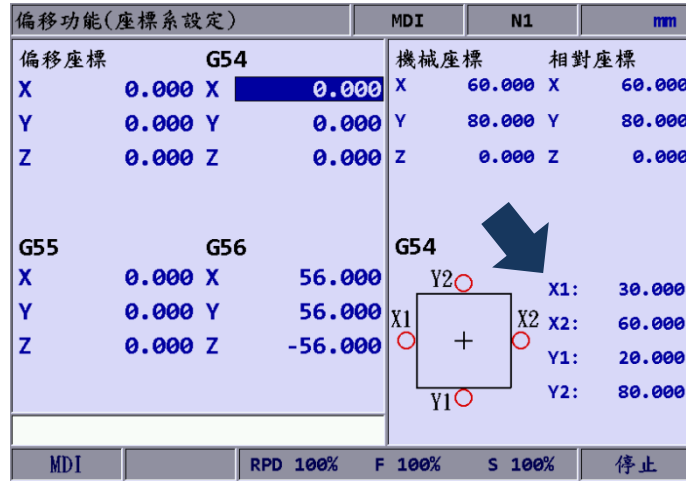 偏移功能(座標系設定) MDI N1 mm
偏移座標 G54 機械座標 相對座標
X 0.000 X 0.000 X 60.000 X 60.000
Y 0.000 Y 0.000 Y 80.000 Y 80.000
Z 0.000 Z 0.000 Z 0.000 Z 0.000
G55 G56 G54
X 0.000 X 56.000 Y2 X1: 30.000
Y 0.000 Y 56.000 X1 X2 X2: 60.000
Z 0.000 Z -56.000 Y1: 20.000
Y1 Y2: 80.000
MDI RPD 100% F 100% S 100% 停止